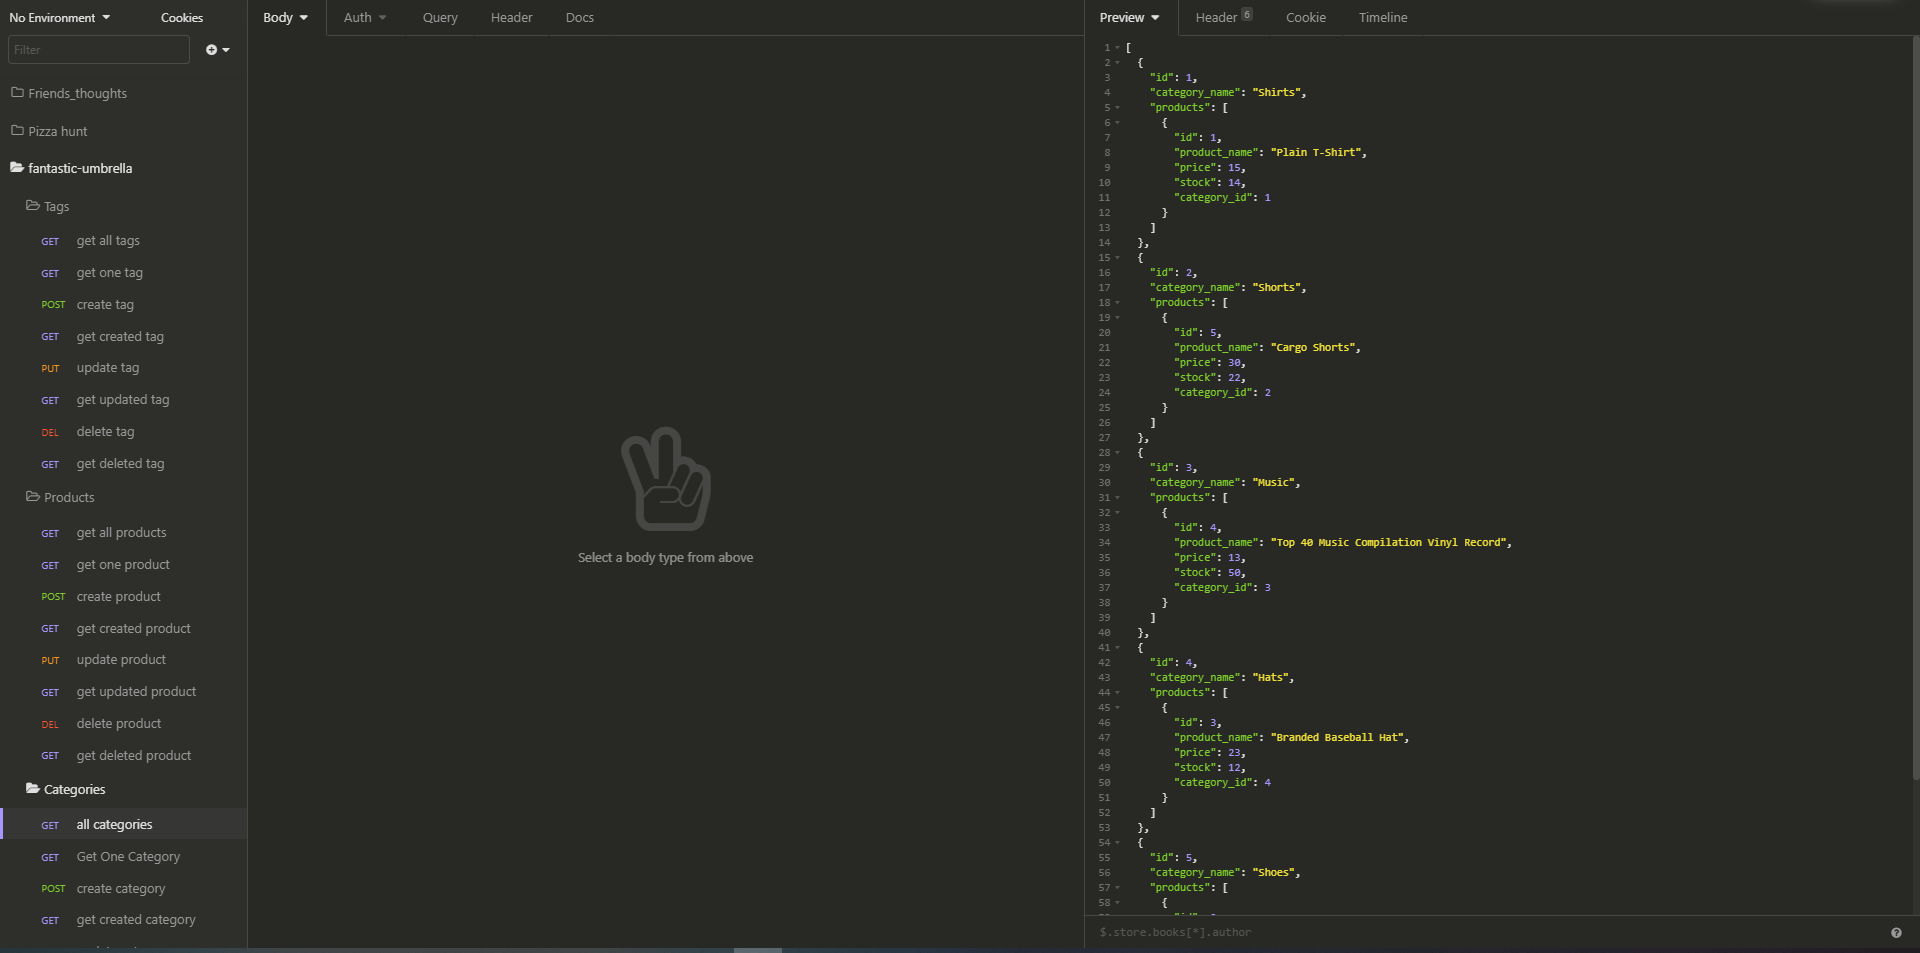 No Environment
Cookies
Filter
Friends_thoughts
Pizza hunt
fantastic-umbrella
Tags
GET get all tags
GET get one tag
POST create tag
GET get created tag
PUT update tag
GET get updated tag
DEL delete tag
GET get deleted tag
Products
GET get all products
GET get one product
POST create product
GET get created product
PUT update product
GET get updated product
DEL delete product
GET get deleted product
Categories
GET all categories
GET Get One Category
POST create category
GET get created category
Body Auth Query Header Docs
Select a body type from above
Preview Header 6 Cookie Timeline
1 [
2 {
3 "id": 1,
4 "category_name": "Shirts",
5 "products": [
6 {
7 "id": 1,
8 "product_name": "Plain T-Shirt",
9 "price": 15,
10 "stock": 14,
11 "category_id": 1
12 }
13 ]
14 },
15 {
16 "id": 2,
17 "category_name": "Shorts",
18 "products": [
19 {
20 "id": 5,
21 "product_name": "Cargo Shorts",
22 "price": 30,
23 "stock": 22,
24 "category_id": 2
25 }
26 ]
27 },
28 {
29 "id": 3,
30 "category_name": "Music",
31 "products": [
32 {
33 "id": 4,
34 "product_name": "Top 40 Music Compilation Vinyl Record",
35 "price": 13,
36 "stock": 50,
37 "category_id": 3
38 }
39 ]
40 },
41 {
42 "id": 4,
43 "category_name": "Hats",
44 "products": [
45 {
46 "id": 3,
47 "product_name": "Branded Baseball Hat",
48 "price": 23,
49 "stock": 12,
50 "category_id": 4
51 }
52 ]
53 },
54 {
55 "id": 5,
56 "category_name": "Shoes",
57 "products": [
58 {
$.store.books[*].author